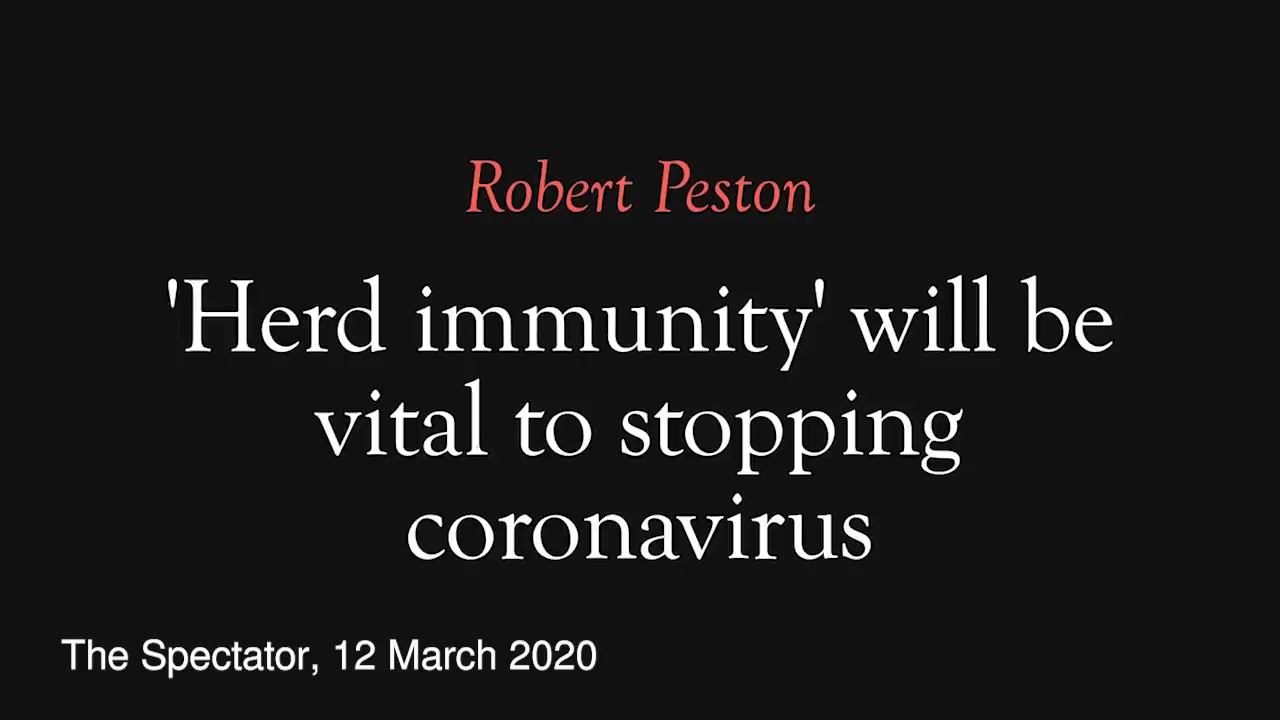 Robert Peston
'Herd immunity' will be
vital to stopping
coronavirus
The Spectator, 12 March 2020